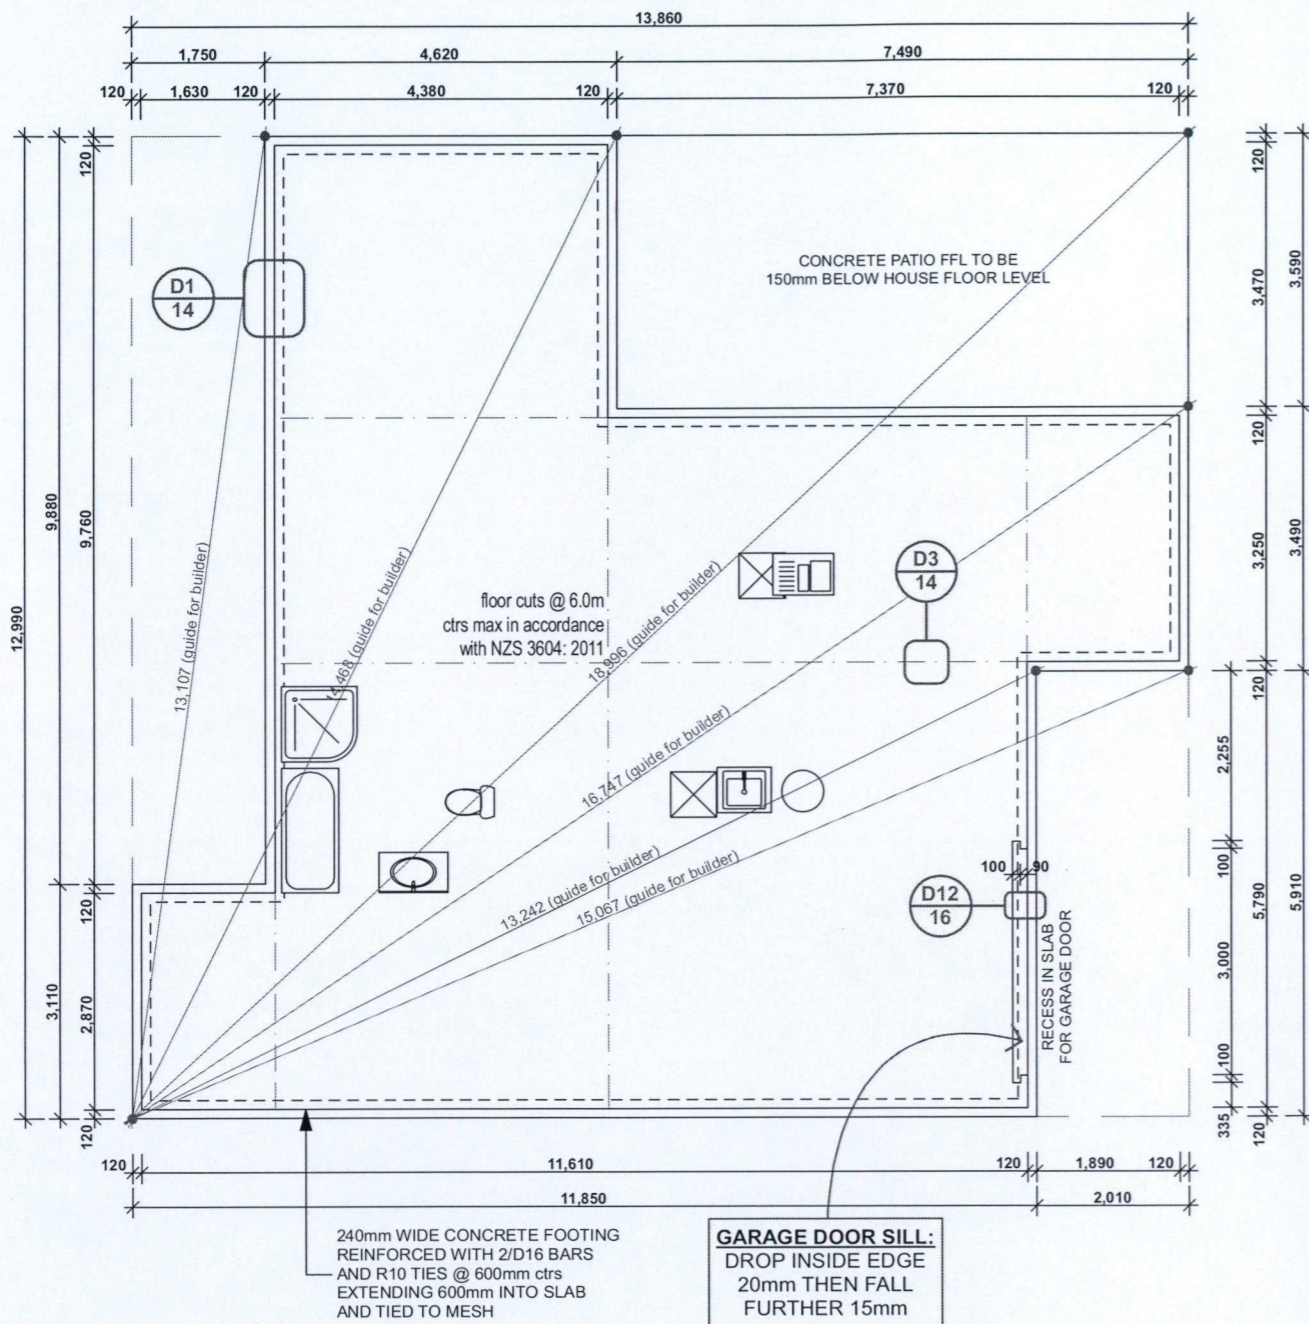 13,860
1,750 4,620 7,490
120 1,630 120 4,380 120 7,370 120
120
120
CONCRETE PATIO FFL TO BE
150mm BELOW HOUSE FLOOR LEVEL
D1
14
3,470
3,590
120
9,880
9,760
12,990
13,107 (guide for builder)
14,468 (guide for builder)
floor cuts @ 6.0m
ctrs max in accordance
with NZS 3604: 2011
18,996 (guide for builder)
D3
14
3,250
3,490
120
16,747 (guide for builder)
13,242 (guide for builder)
15,067 (guide for builder)
2,255
100
100 90
D12
16
RECESS IN SLAB
FOR GARAGE DOOR
3,000
5,790
5,910
100
335
120
120
3,110
2,870
120
120 11,610 120 1,890 120
11,850 2,010
240mm WIDE CONCRETE FOOTING
REINFORCED WITH 2/D16 BARS
AND R10 TIES @ 600mm ctrs
EXTENDING 600mm INTO SLAB
AND TIED TO MESH
GARAGE DOOR SILL:
DROP INSIDE EDGE
20mm THEN FALL
FURTHER 15mm